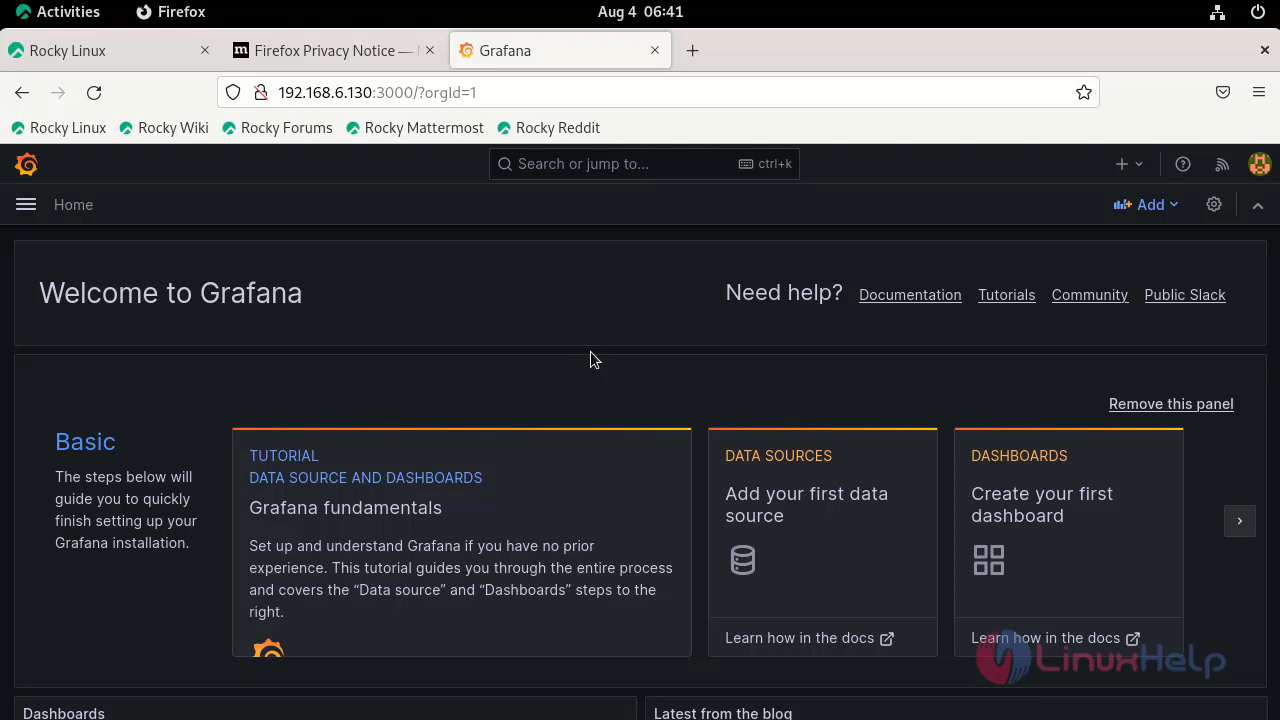 Activities Firefox Aug 4 06:41
Rocky Linux Firefox Privacy Notice — Grafana
192.168.6.130:3000/?orgId=1
Rocky Linux Rocky Wiki Rocky Forums Rocky Mattermost Rocky Reddit
Search or jump to... ctrl+k
Home Add
Welcome to Grafana Need help? Documentation Tutorials Community Public Slack
Remove this panel
Basic
The steps below will
guide you to quickly
finish setting up your
Grafana installation.
TUTORIAL
DATA SOURCE AND DASHBOARDS
Grafana fundamentals
Set up and understand Grafana if you have no prior
experience. This tutorial guides you through the entire process
and covers the “Data source” and “Dashboards” steps to the
right.
DATA SOURCES
Add your first data
source
Learn how in the docs
DASHBOARDS
Create your first
dashboard
Learn how in the docs
LinuxHelp
Dashboards Latest from the blog